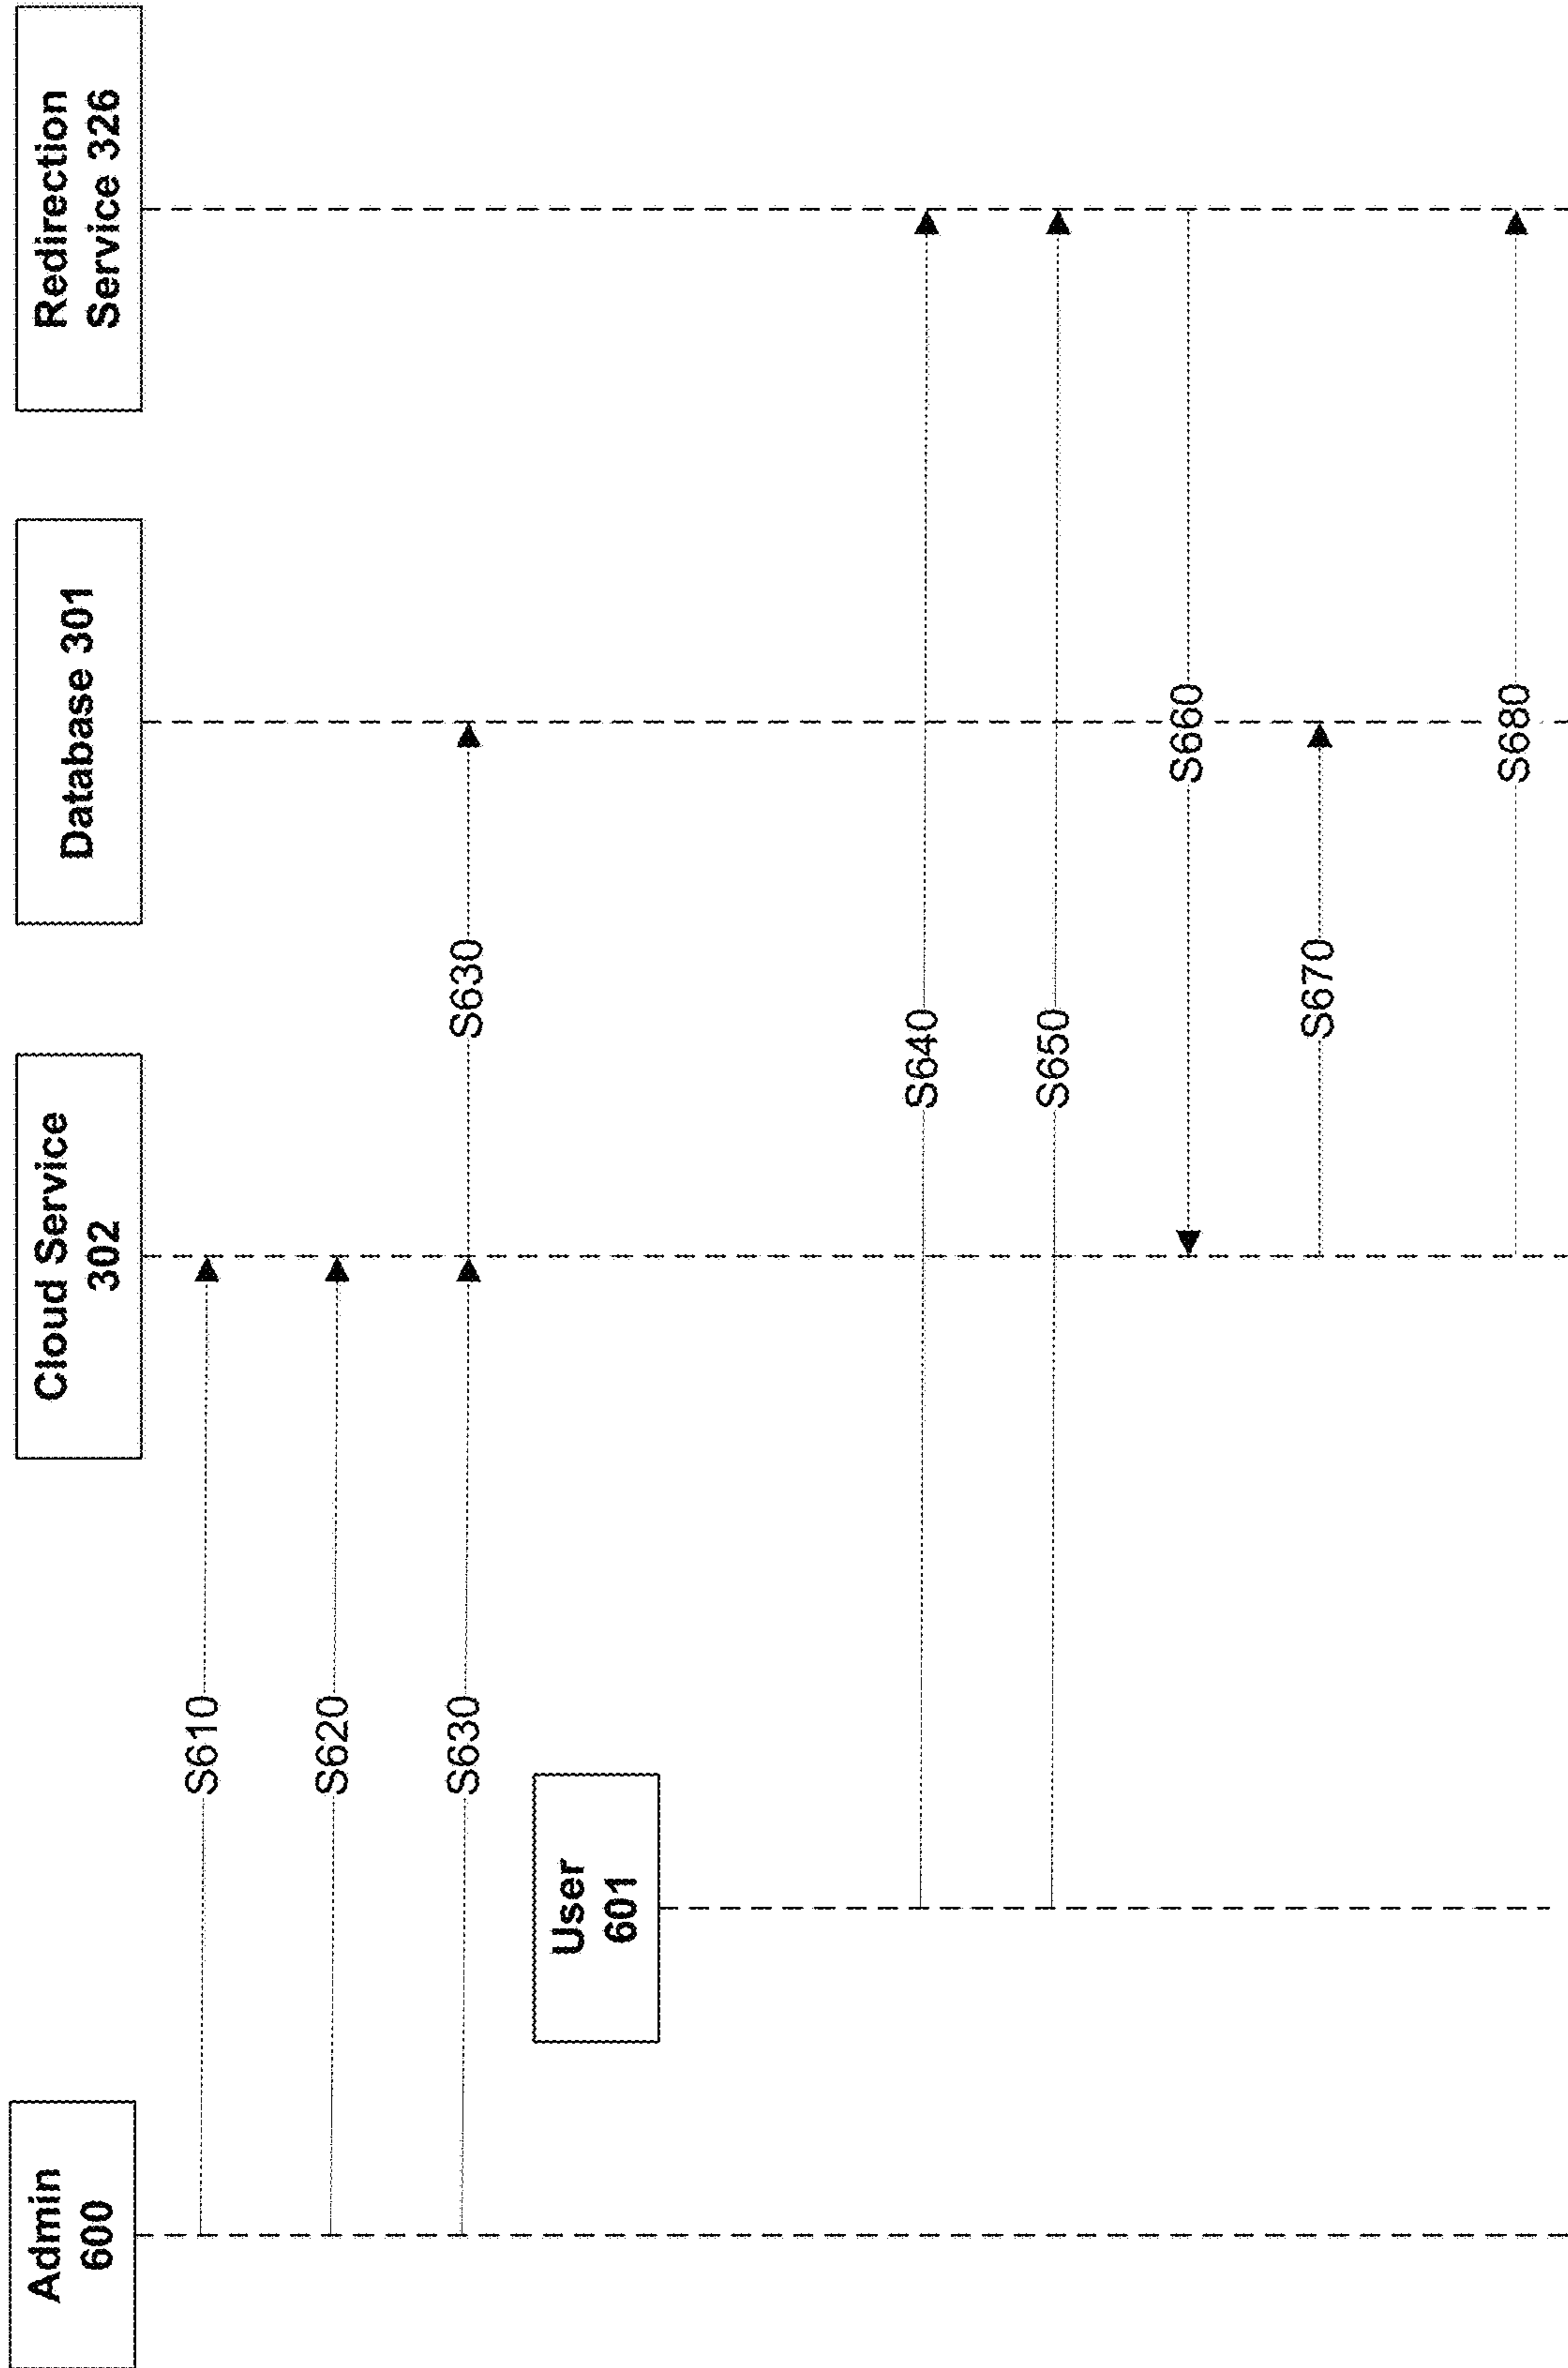 Admin
600
User
601
Cloud Service
302
Database 301
Redirection
Service 326
S610
S620
S630
S630
S640
S650
S660
S670
S680